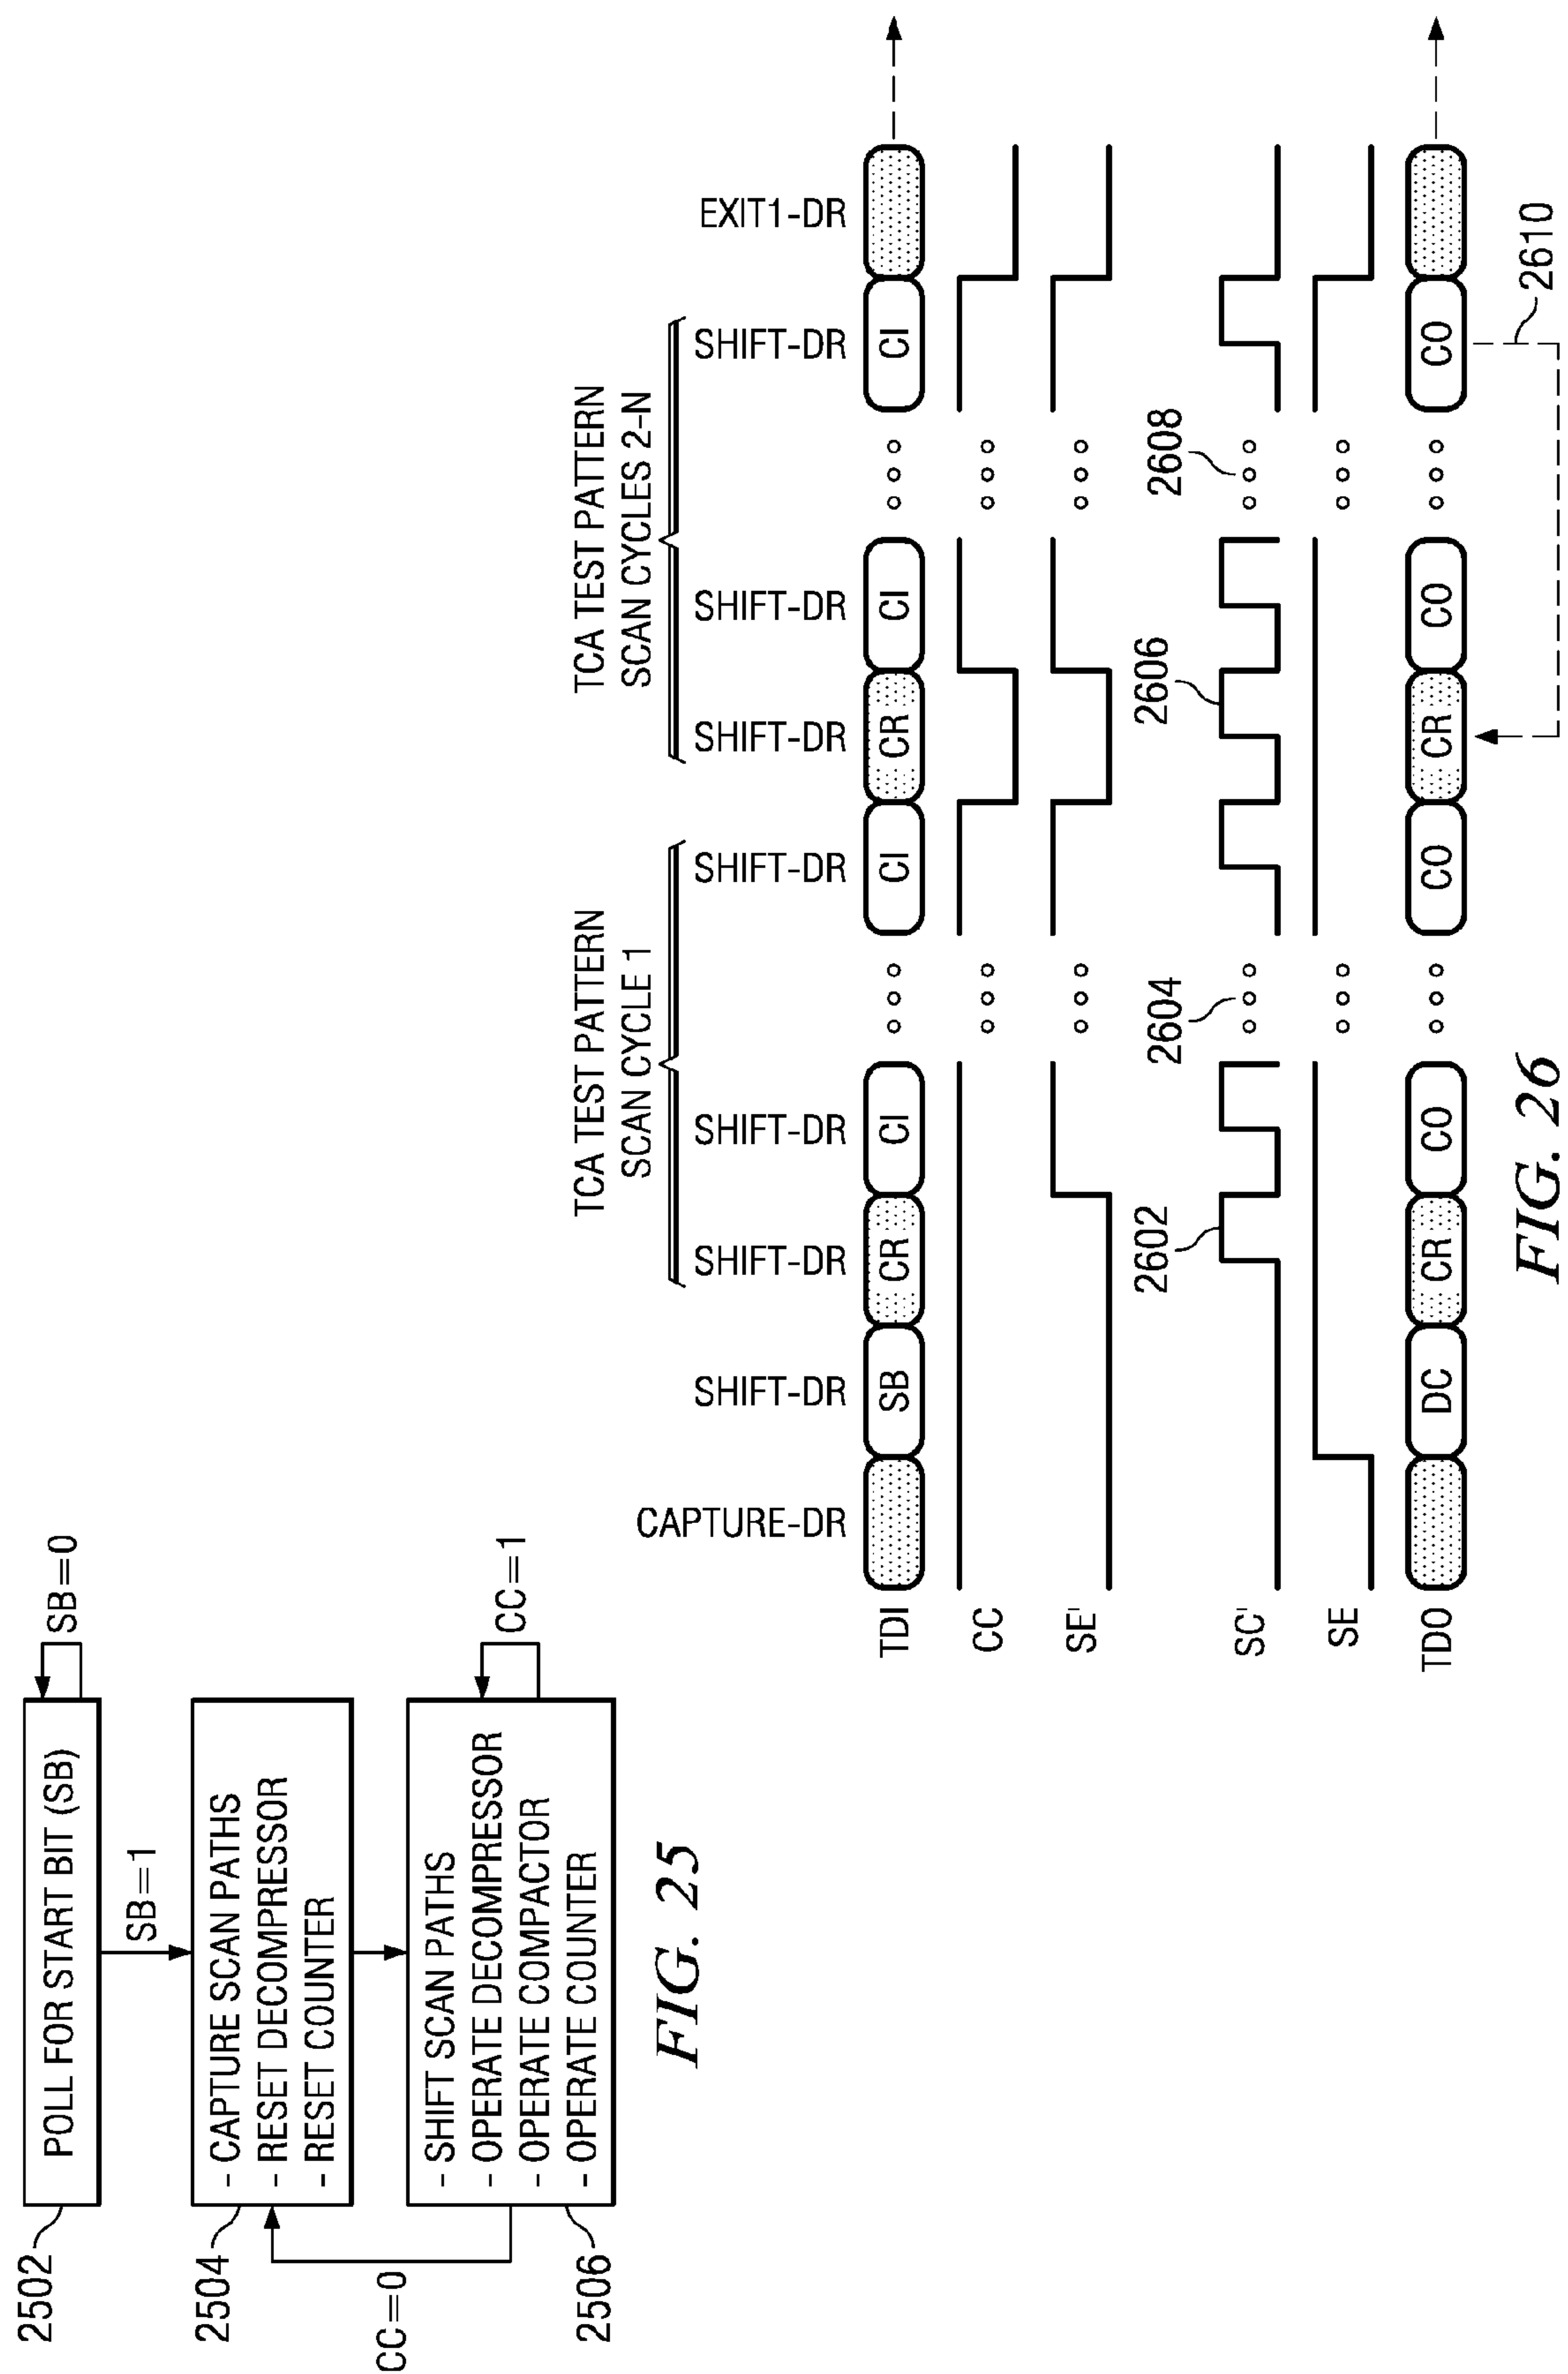 2502
POLL FOR START BIT (SB)
SB=0
SB=1
2504
- CAPTURE SCAN PATHS
- RESET DECOMPRESSOR
- RESET COUNTER
CC=0
2506
- SHIFT SCAN PATHS
- OPERATE DECOMPRESSOR
- OPERATE COMPACTOR
- OPERATE COUNTER
CC=1
FIG. 25
TCA TEST PATTERN
SCAN CYCLE 1
TCA TEST PATTERN
SCAN CYCLES 2-N
CAPTURE-DR SHIFT-DR SHIFT-DR SHIFT-DR SHIFT-DR SHIFT-DR SHIFT-DR SHIFT-DR EXIT1-DR
TDI SB CR CI CI CR CI CI
CC
SE'
2602 2604 2606 2608
SC'
SE
TDO DC CR CO CO CR CO CO
2610
FIG. 26